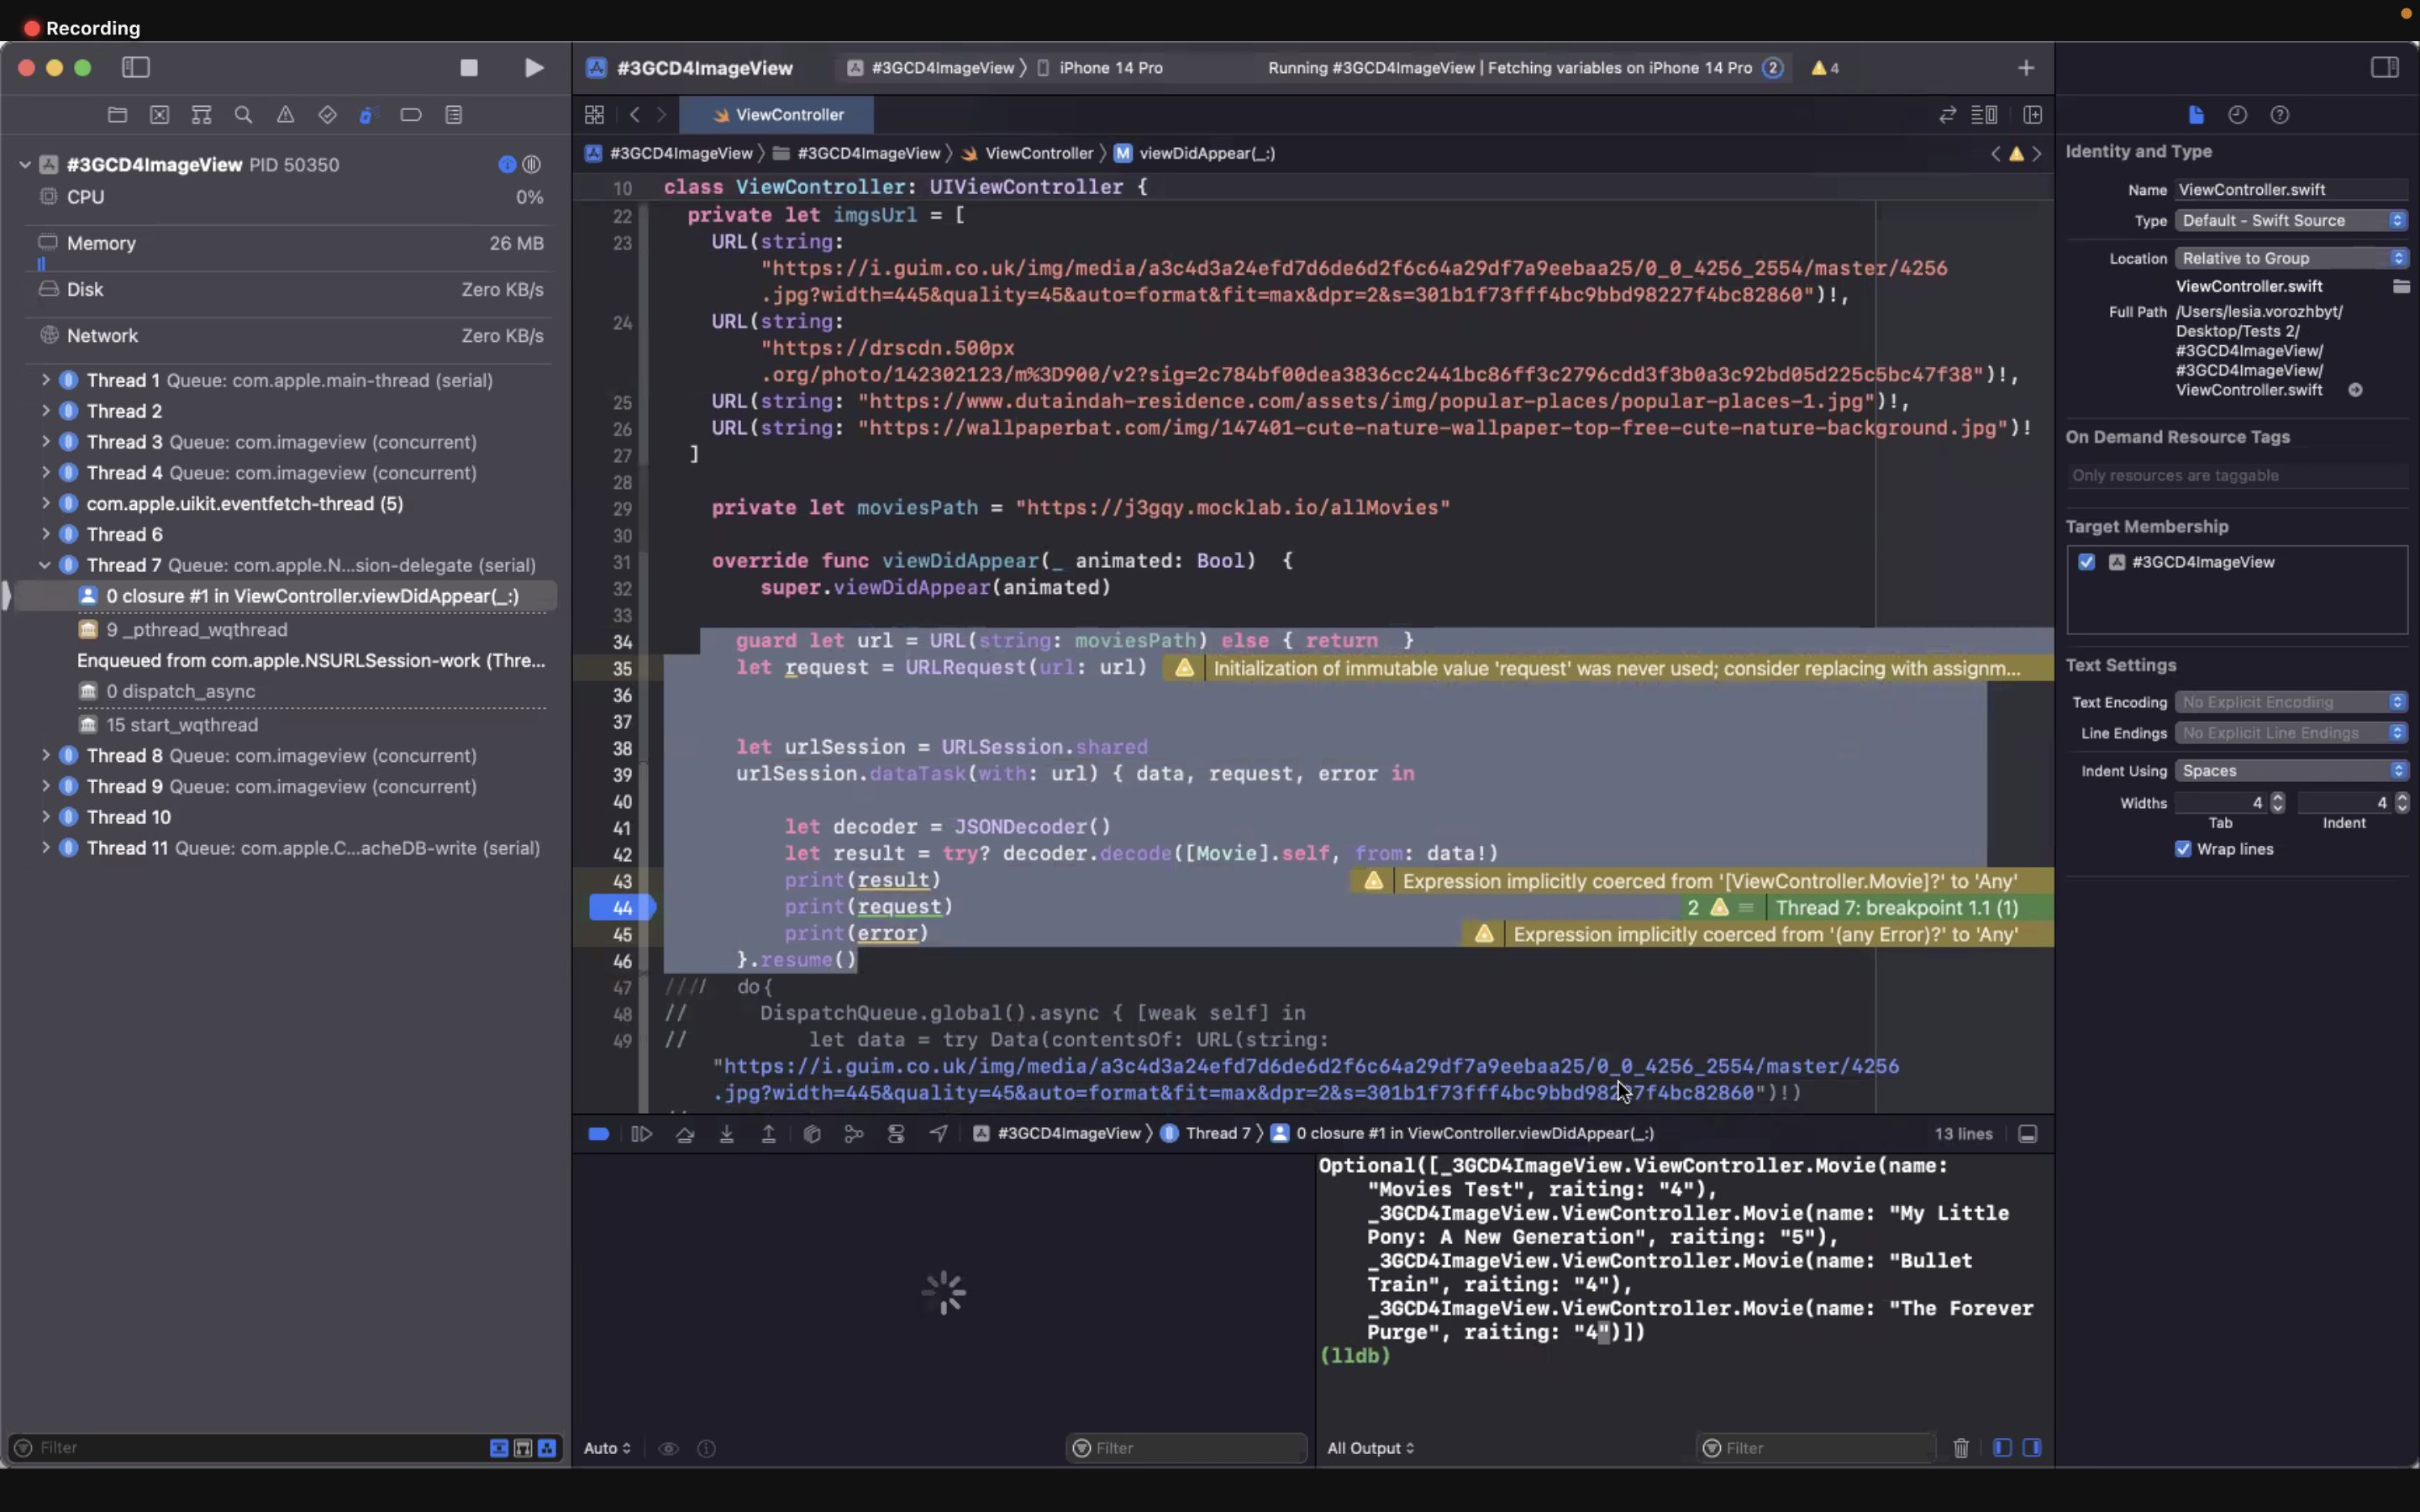 Recording
#3GCD4ImageView
#3GCD4ImageView
iPhone 14 Pro
Running #3GCD4ImageView | Fetching variables on iPhone 14 Pro
2
4
ViewController
#3GCD4ImageView PID 50350
CPU 0%
Memory 26 MB
Disk Zero KB/s
Network Zero KB/s
Thread 1 Queue: com.apple.main-thread (serial)
Thread 2
Thread 3 Queue: com.imageview (concurrent)
Thread 4 Queue: com.imageview (concurrent)
com.apple.uikit.eventfetch-thread (5)
Thread 6
Thread 7 Queue: com.apple.N...sion-delegate (serial)
0 closure #1 in ViewController.viewDidAppear(_:)
9 _pthread_wqthread
Enqueued from com.apple.NSURLSession-work (Thre...
0 dispatch_async
15 start_wqthread
Thread 8 Queue: com.imageview (concurrent)
Thread 9 Queue: com.imageview (concurrent)
Thread 10
Thread 11 Queue: com.apple.C...acheDB-write (serial)
Filter
#3GCD4ImageView
#3GCD4ImageView
ViewController
M viewDidAppear(_:)
10 class ViewController: UIViewController {
22 private let imgsUrl = [
23 URL(string:
"https://i.guim.co.uk/img/media/a3c4d3a24efd7d6de6d2f6c64a29df7a9eebaa25/0_0_4256_2554/master/4256
.jpg?width=445&quality=45&auto=format&fit=max&dpr=2&s=301b1f73fff4bc9bbd98227f4bc82860")!,
24 URL(string:
"https://drscdn.500px
.org/photo/142302123/m%3D900/v2?sig=2c784bf00dea3836cc2441bc86ff3c2796cdd3f3b0a3c92bd05d225c5bc47f38")!,
25 URL(string: "https://www.dutaindah-residence.com/assets/img/popular-places/popular-places-1.jpg")!,
26 URL(string: "https://wallpaperbat.com/img/147401-cute-nature-wallpaper-top-free-cute-nature-background.jpg")!
27 ]
28
29 private let moviesPath = "https://j3gqy.mocklab.io/allMovies"
30
31 override func viewDidAppear(_ animated: Bool)  {
32 super.viewDidAppear(animated)
33
34 guard let url = URL(string: moviesPath) else { return  }
35 let request = URLRequest(url: url) Initialization of immutable value 'request' was never used; consider replacing with assignm...
36
37
38 let urlSession = URLSession.shared
39 urlSession.dataTask(with: url) { data, request, error in
40
41 let decoder = JSONDecoder()
42 let result = try? decoder.decode([Movie].self, from: data!)
43 print(result) Expression implicitly coerced from '[ViewController.Movie]?' to 'Any'
44 print(request) 2 Thread 7: breakpoint 1.1 (1)
45 print(error) Expression implicitly coerced from '(any Error)?' to 'Any'
46 }.resume()
47 //// do{
48 // DispatchQueue.global().async { [weak self] in
49 // let data = try Data(contentsOf: URL(string:
"https://i.guim.co.uk/img/media/a3c4d3a24efd7d6de6d2f6c64a29df7a9eebaa25/0_0_4256_2554/master/4256
.jpg?width=445&quality=45&auto=format&fit=max&dpr=2&s=301b1f73fff4bc9bbd98227f4bc82860")!)
#3GCD4ImageView
Thread 7
0 closure #1 in ViewController.viewDidAppear(_:)
13 lines
Auto
Filter
Optional([_3GCD4ImageView.ViewController.Movie(name:
"Movies Test", raiting: "4"),
_3GCD4ImageView.ViewController.Movie(name: "My Little
Pony: A New Generation", raiting: "5"),
_3GCD4ImageView.ViewController.Movie(name: "Bullet
Train", raiting: "4"),
_3GCD4ImageView.ViewController.Movie(name: "The Forever
Purge", raiting: "4")])
(lldb)
All Output
Filter
Identity and Type
Name ViewController.swift
Type Default - Swift Source
Location Relative to Group
ViewController.swift
Full Path /Users/lesia.vorozhbyt/
Desktop/Tests 2/
#3GCD4ImageView/
#3GCD4ImageView/
ViewController.swift
On Demand Resource Tags
Only resources are taggable
Target Membership
#3GCD4ImageView
Text Settings
Text Encoding No Explicit Encoding
Line Endings No Explicit Line Endings
Indent Using Spaces
Widths 4 4
Tab Indent
Wrap lines